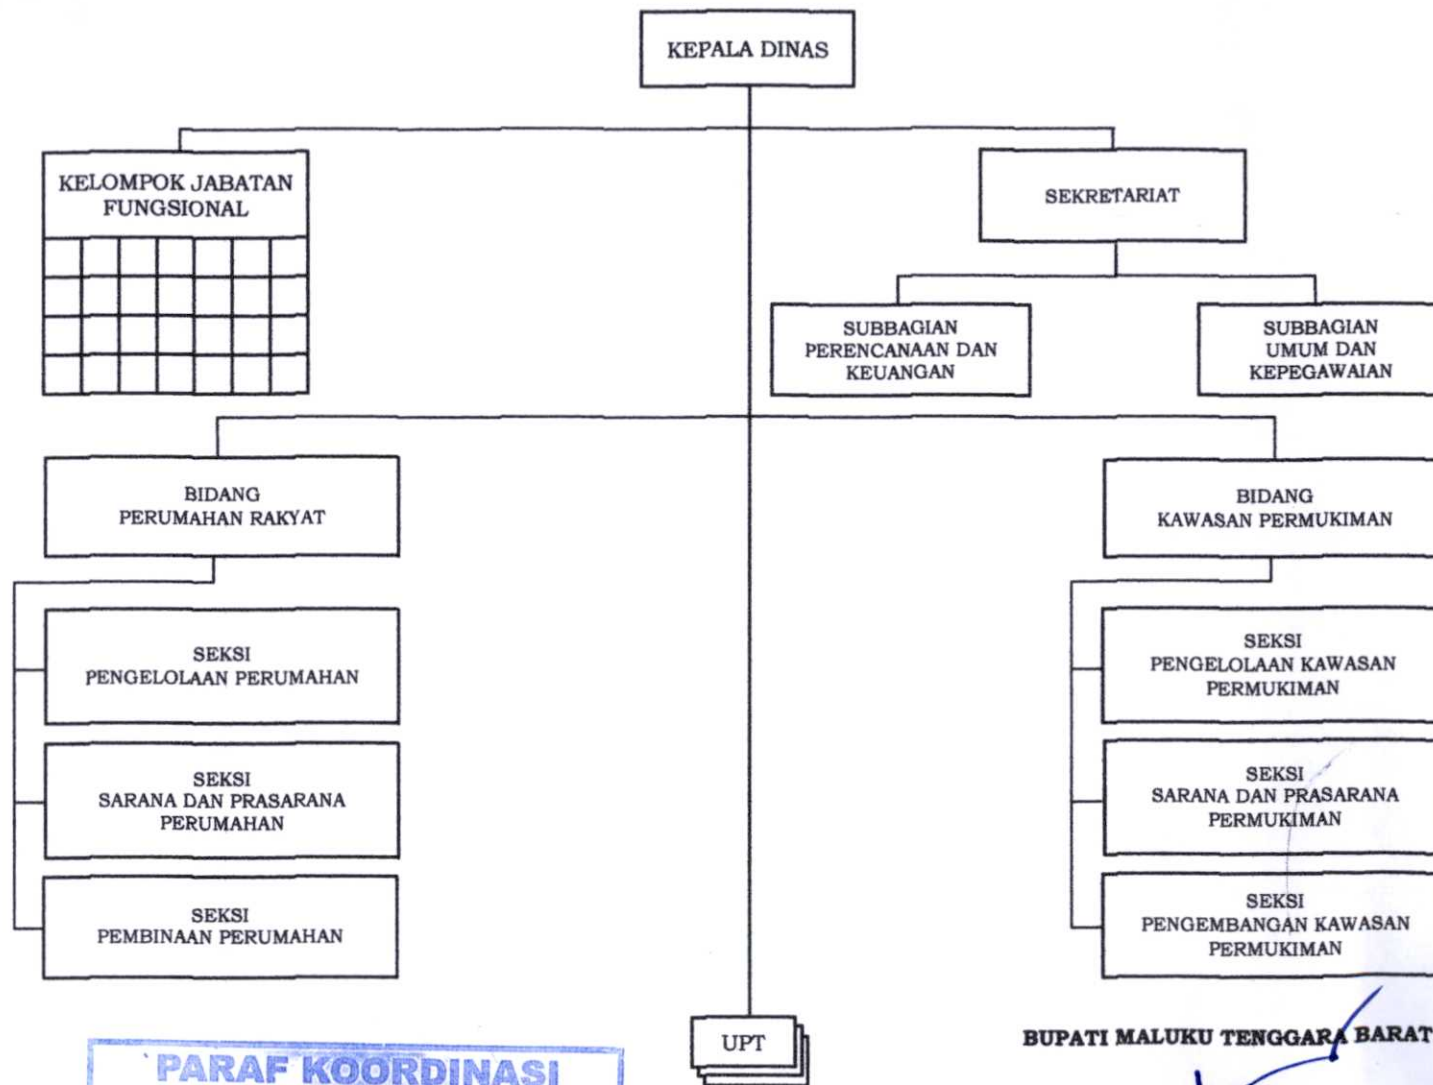 KEPALA DINAS
KELOMPOK JABATAN
FUNGSIONAL
SEKRETARIAT
SUBBAGIAN
PERENCANAAN DAN
KEUANGAN
SUBBAGIAN
UMUM DAN
KEPEGAWAIAN
BIDANG
PERUMAHAN RAKYAT
BIDANG
KAWASAN PERMUKIMAN
SEKSI
PENGELOLAAN PERUMAHAN
SEKSI
SARANA DAN PRASARANA
PERUMAHAN
SEKSI
PEMBINAAN PERUMAHAN
SEKSI
PENGELOLAAN KAWASAN
PERMUKIMAN
SEKSI
SARANA DAN PRASARANA
PERMUKIMAN
SEKSI
PENGEMBANGAN KAWASAN
PERMUKIMAN
UPT
BUPATI MALUKU TENGGARA BARAT
PARAF KOORDINASI